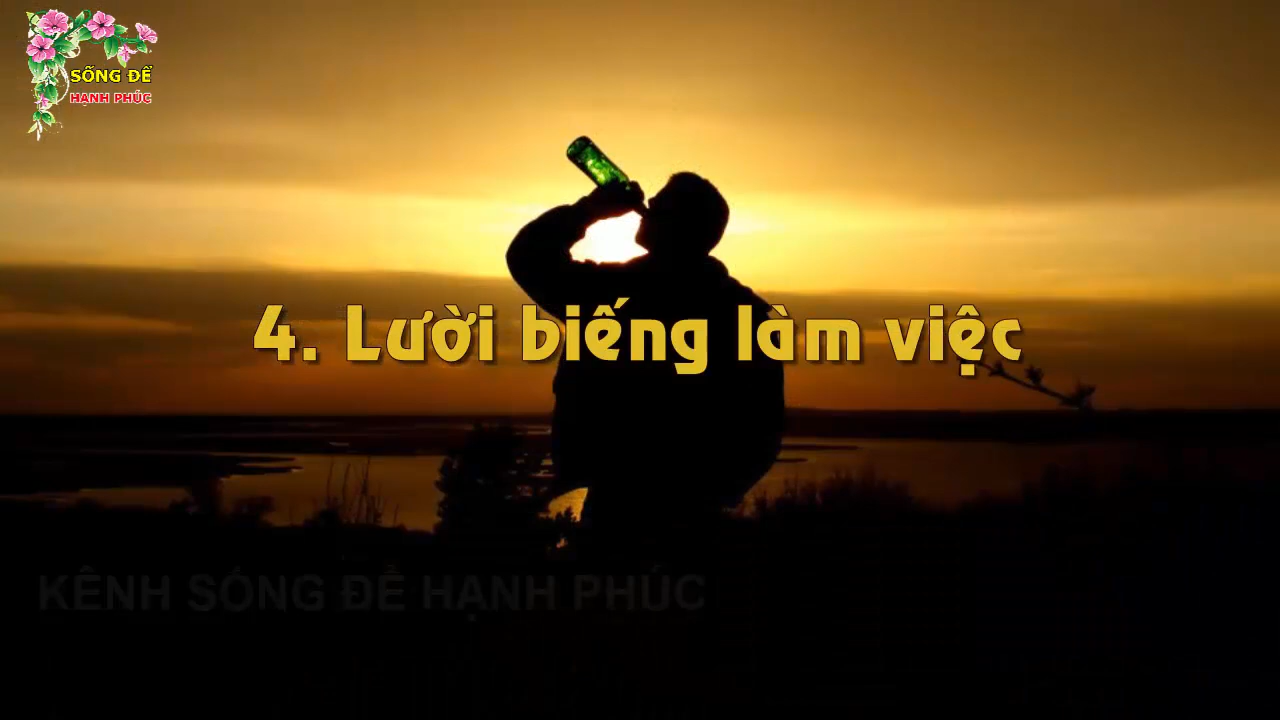 SỐNG ĐỂ
HẠNH PHÚC
4. Lười biếng làm việc
KÊNH SỐNG ĐỂ HẠNH PHÚC